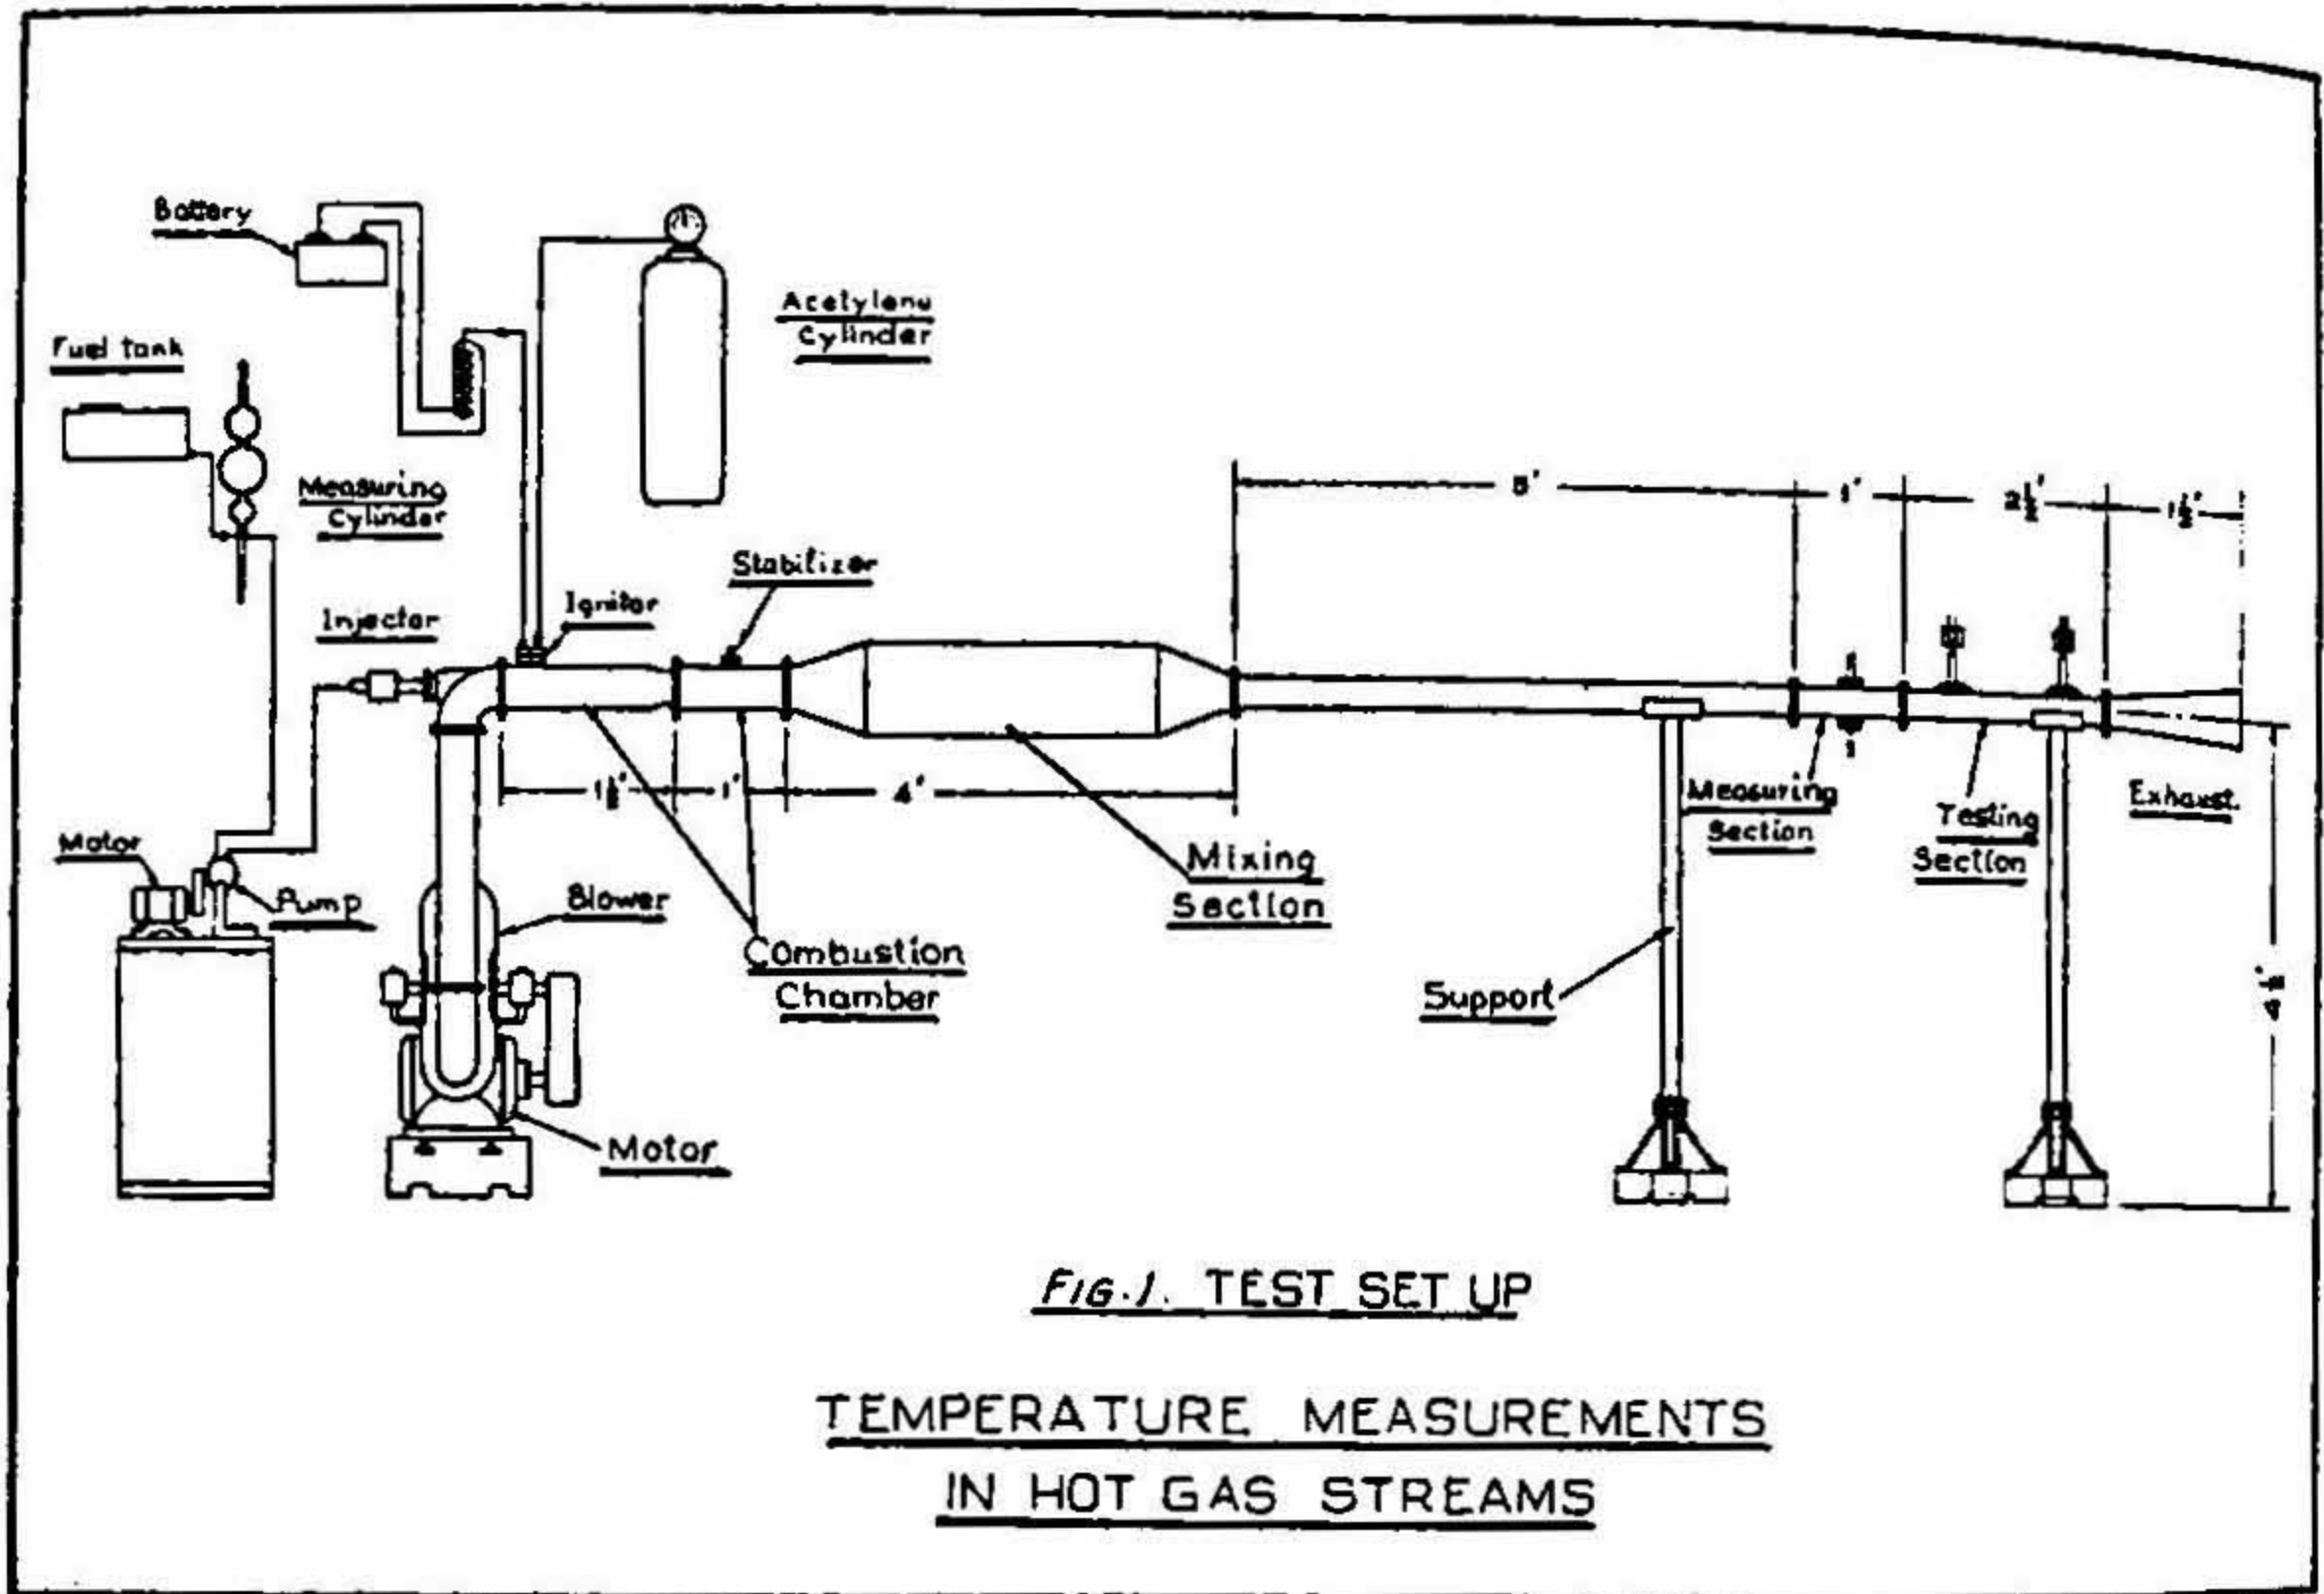 Battery
Acetylene
Cylinder
Fuel tank
Measuring
Cylinder
5' 1' 2½' 1½'
Stabilizer
Ignitor
Injector
1½' 1' 4'
Measuring
Section
Testing
Section
Exhaust.
Motor
Pump
Blower
Mixing
Section
Combustion
Chamber
Support
4½'
Motor
FIG.1. TEST SET UP
TEMPERATURE MEASUREMENTS
IN HOT GAS STREAMS